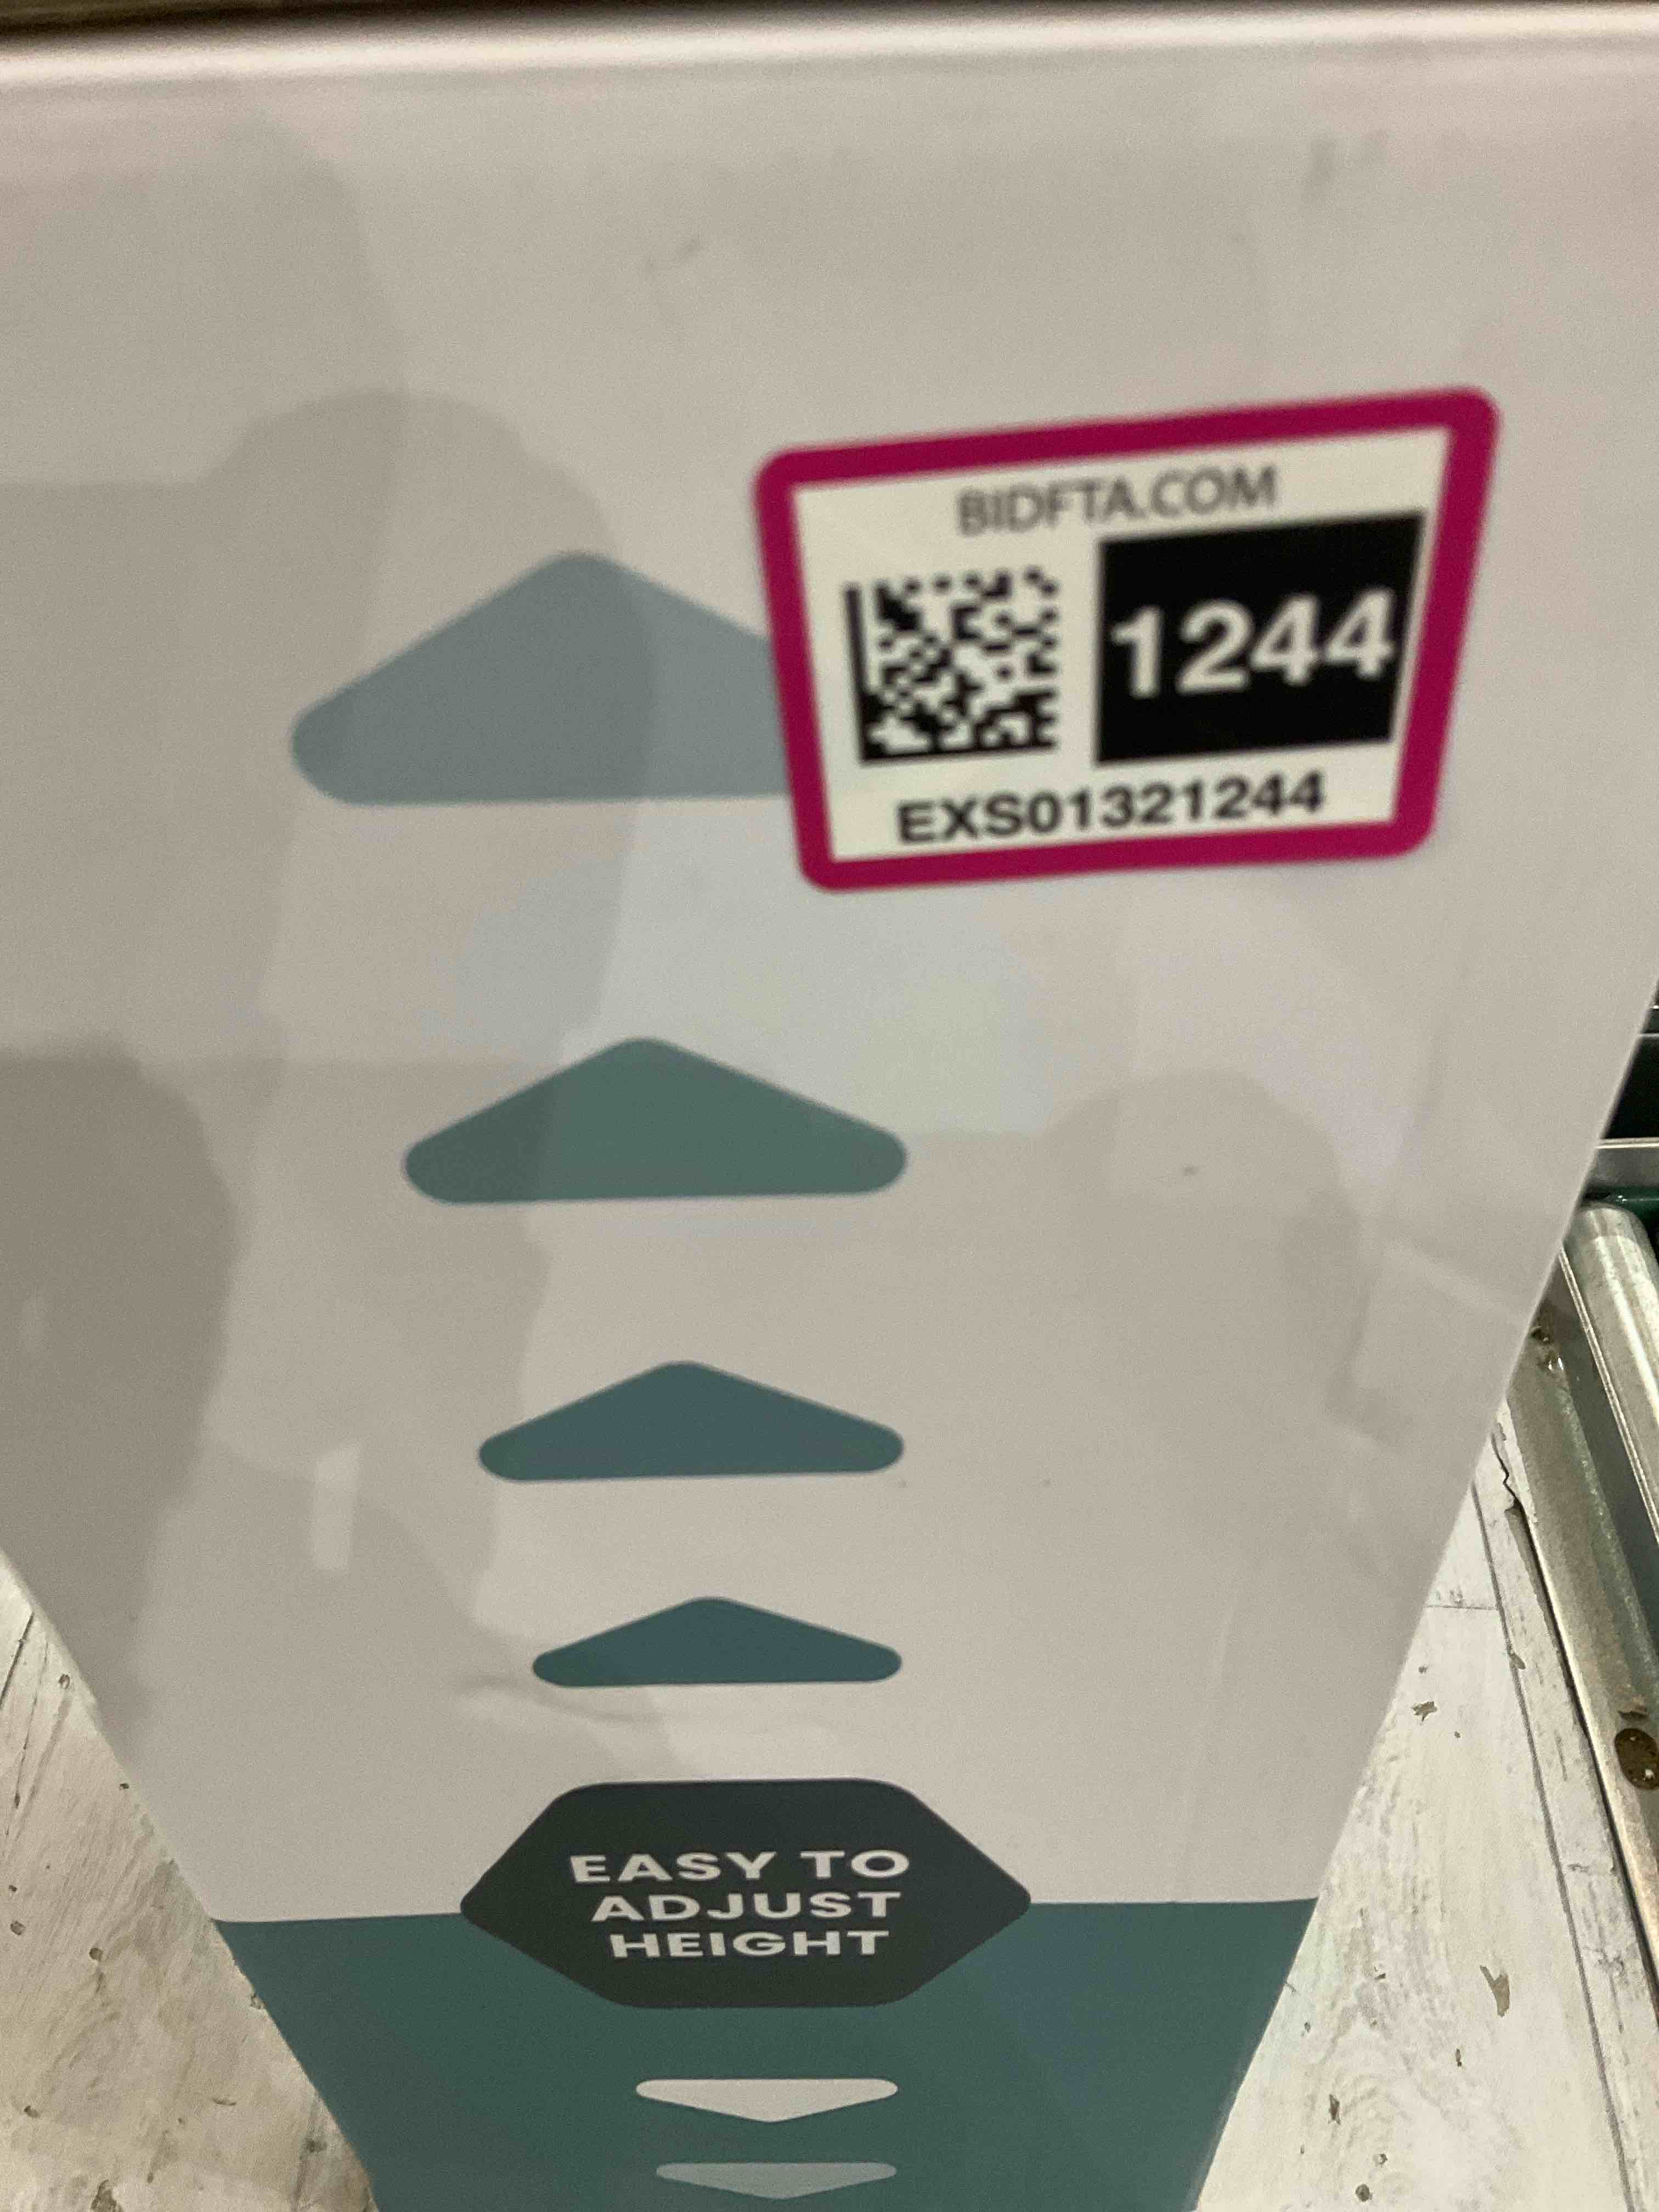 BIDFTA.COM
1244
EXS01321244
EASY TO
ADJUST
HEIGHT